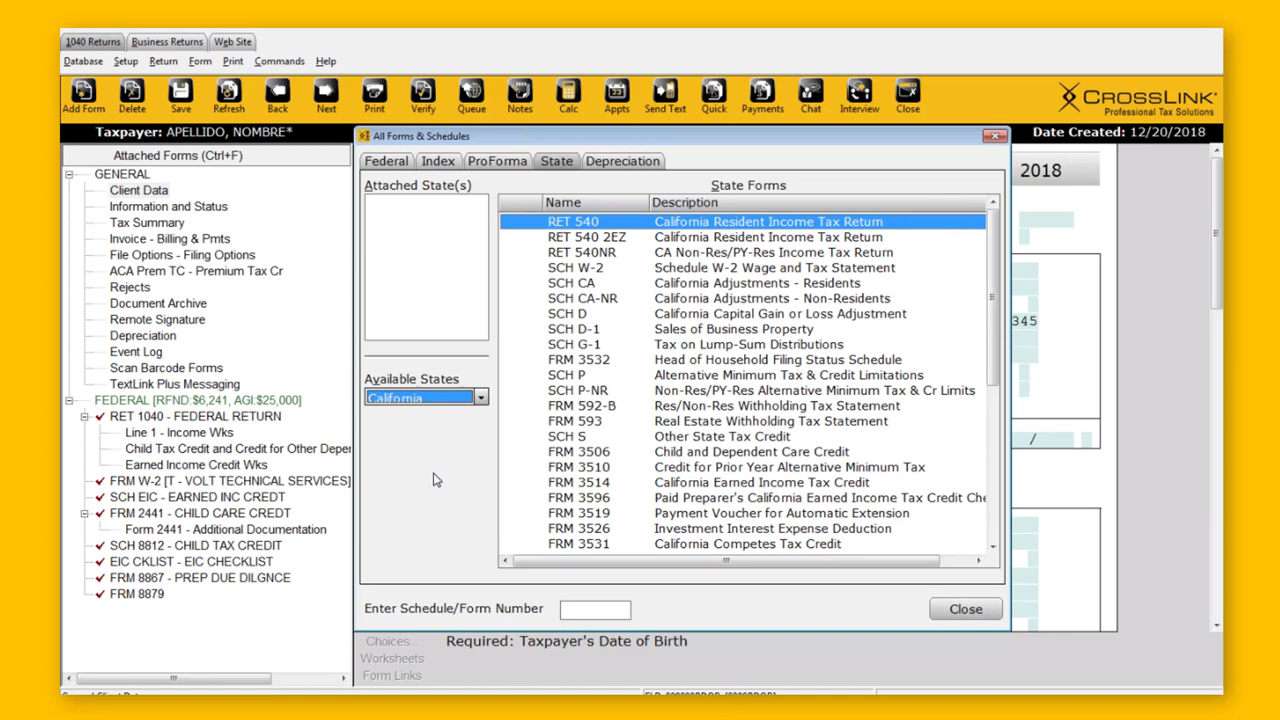 1040 Returns Business Returns Web Site
Database Setup Return Form Print Commands Help
Add Form Delete Save Refresh Back Next Print Verify Queue Notes Calc Appts Send Text Quick Payments Chat Interview Close
CROSSLINK
Professional Tax Solutions
Taxpayer: APELLIDO, NOMBRE*
Date Created: 12/20/2018
Attached Forms (Ctrl+F)
GENERAL
Client Data
Information and Status
Tax Summary
Invoice - Billing & Pmts
File Options - Filing Options
ACA Prem TC - Premium Tax Cr
Rejects
Document Archive
Remote Signature
Depreciation
Event Log
Scan Barcode Forms
TextLink Plus Messaging
FEDERAL [RFND:$6,241, AGI:$25,000]
RET 1040 - FEDERAL RETURN
Line 1 - Income Wks
Child Tax Credit and Credit for Other Deper
Earned Income Credit Wks
FRM W-2 [T - VOLT TECHNICAL SERVICES]
SCH EIC - EARNED INC CREDT
FRM 2441 - CHILD CARE CREDT
Form 2441 - Additional Documentation
SCH 8812 - CHILD TAX CREDIT
EIC CKLIST - EIC CHECKLIST
FRM 8867 - PREP DUE DILGNCE
FRM 8879
All Forms & Schedules
Federal Index ProForma State Depreciation
Attached State(s)
Available States
California
State Forms
Name Description
RET 540 California Resident Income Tax Return
RET 540 2EZ California Resident Income Tax Return
RET 540NR CA Non-Res/PY-Res Income Tax Return
SCH W-2 Schedule W-2 Wage and Tax Statement
SCH CA California Adjustments - Residents
SCH CA-NR California Adjustments - Non-Residents
SCH D California Capital Gain or Loss Adjustment
SCH D-1 Sales of Business Property
SCH G-1 Tax on Lump-Sum Distributions
FRM 3532 Head of Household Filing Status Schedule
SCH P Alternative Minimum Tax & Credit Limitations
SCH P-NR Non-Res/PY-Res Alternative Minimum Tax & Cr Limits
FRM 592-B Res/Non-Res Withholding Tax Statement
FRM 593 Real Estate Withholding Tax Statement
SCH S Other State Tax Credit
FRM 3506 Child and Dependent Care Credit
FRM 3510 Credit for Prior Year Alternative Minimum Tax
FRM 3514 California Earned Income Tax Credit
FRM 3596 Paid Preparer's California Earned Income Tax Credit Che
FRM 3519 Payment Voucher for Automatic Extension
FRM 3526 Investment Interest Expense Deduction
FRM 3531 California Competes Tax Credit
Enter Schedule/Form Number
Close
2018
345
/
Choices...
Required: Taxpayer's Date of Birth
Worksheets
Form Links